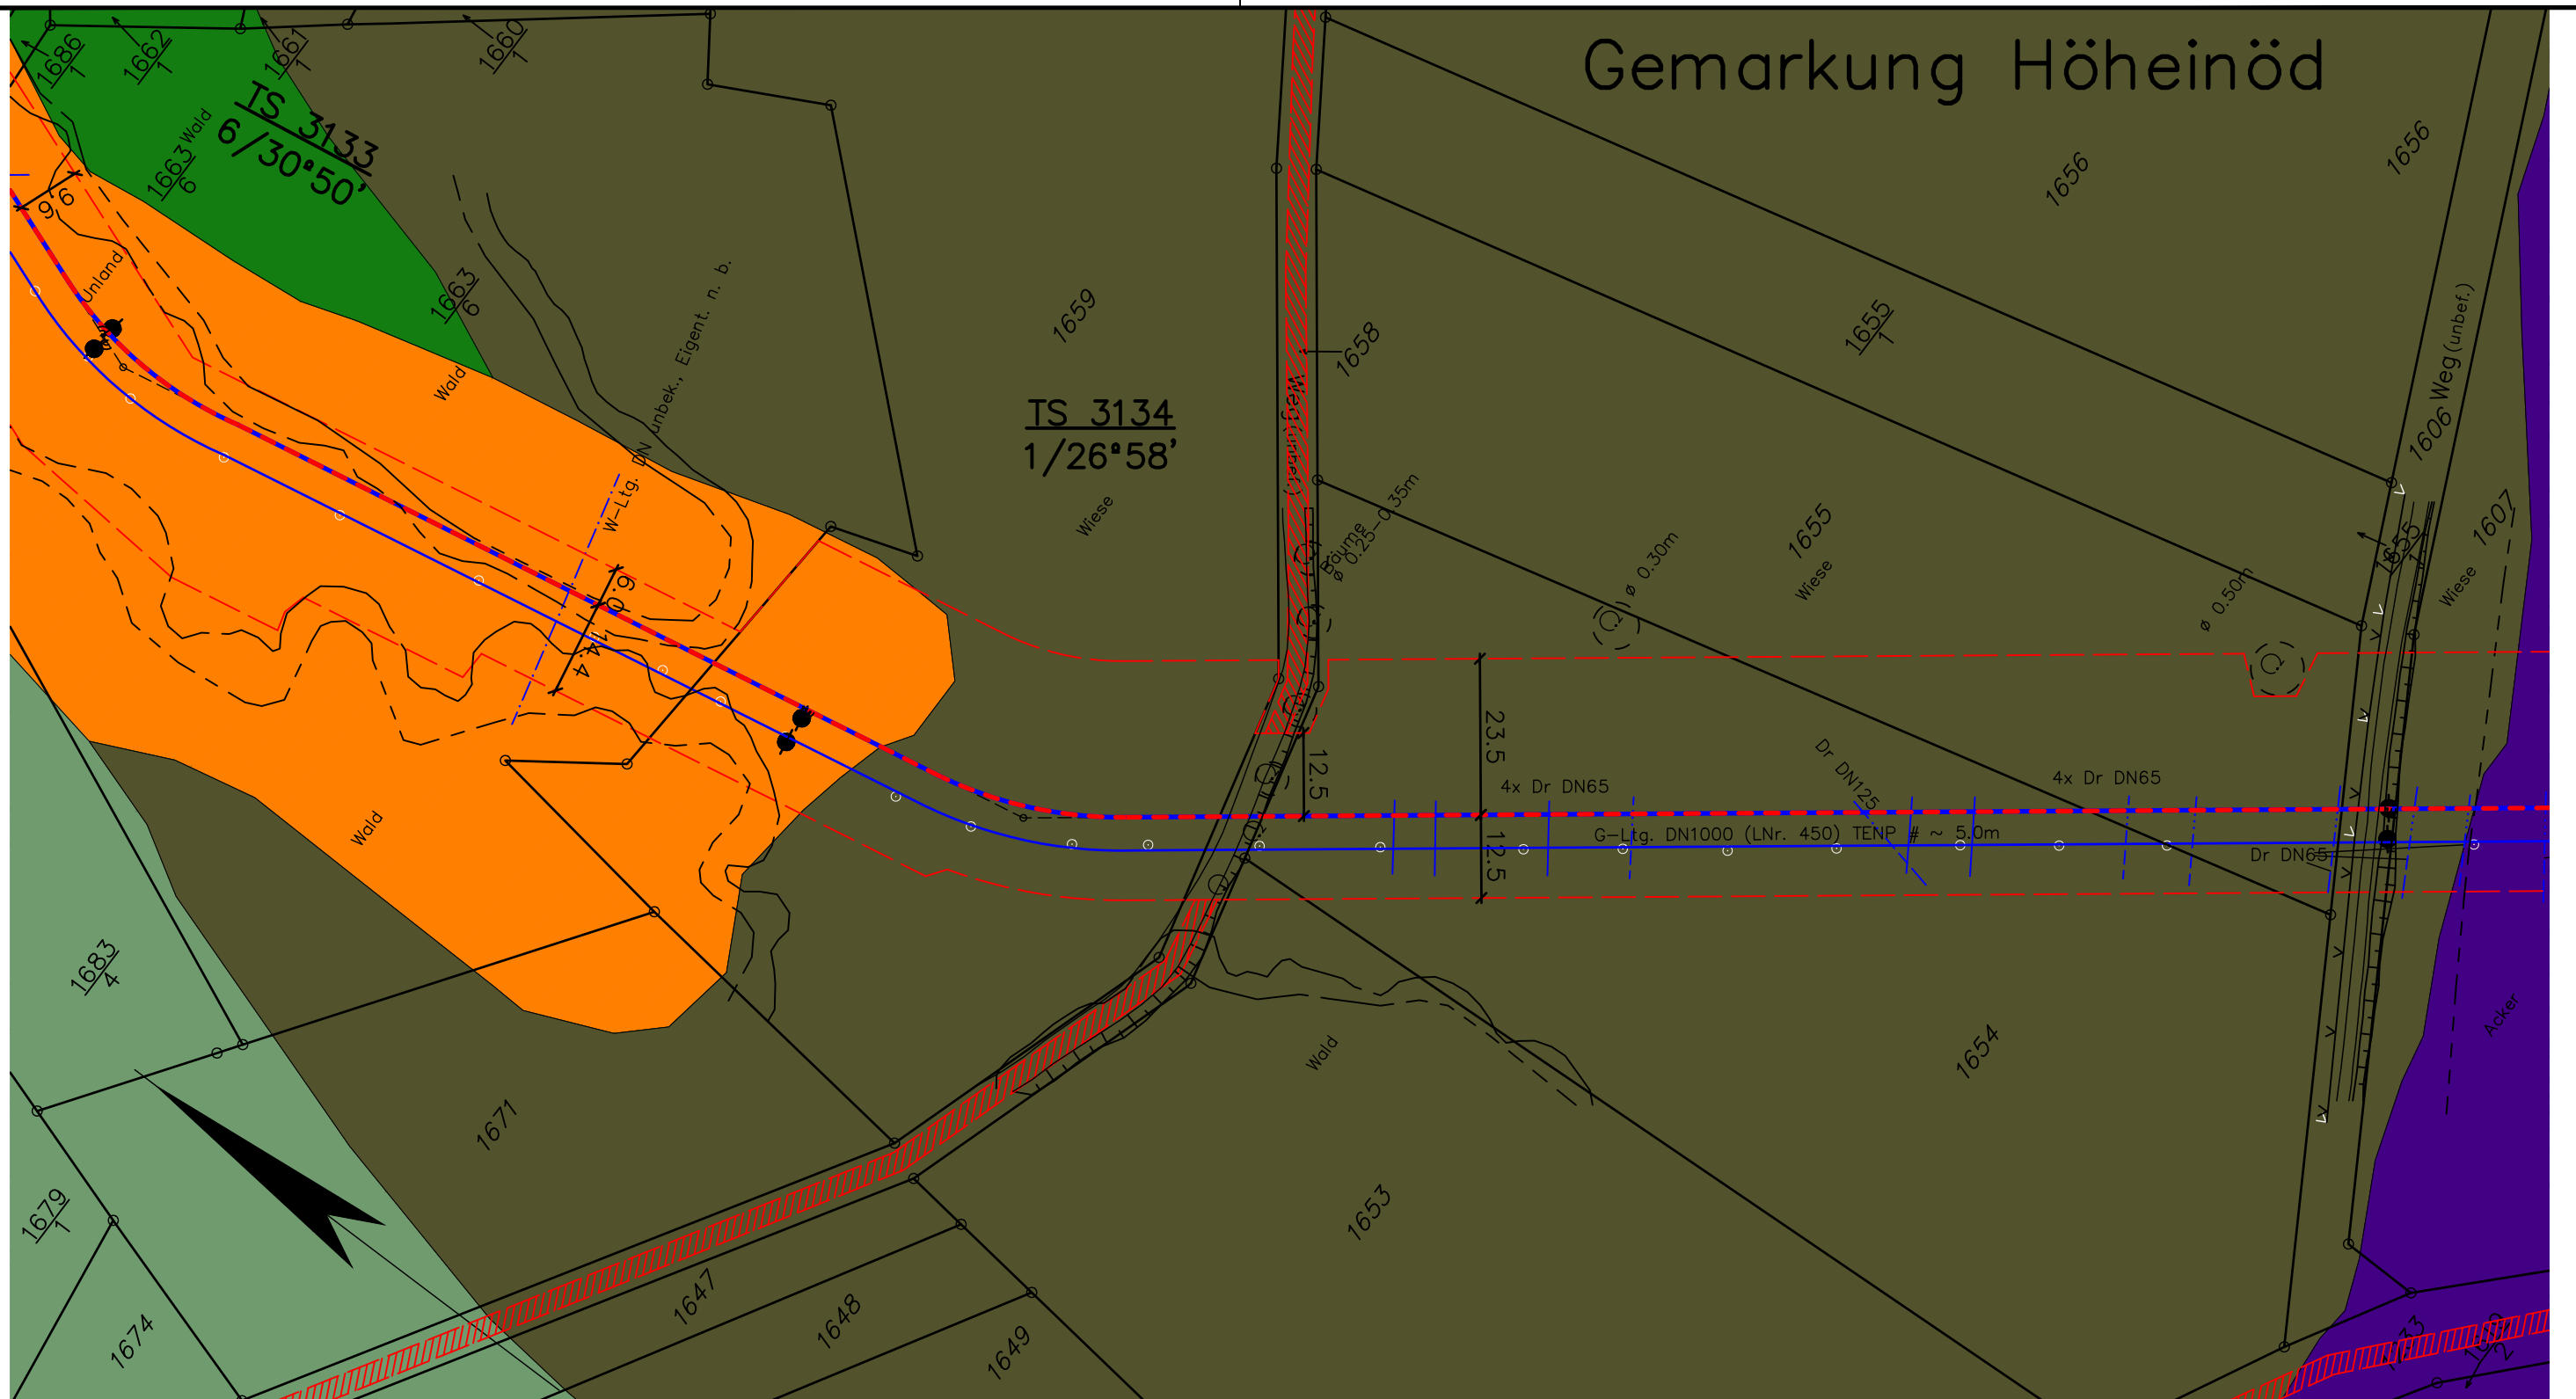 Gemarkung Höheinöd
1686
1
1662
1
1661
1
1660
1
TS 3133
6/30°50'
Wald
1663
6
9.6
Unland
1663
6
Wald
W-Ltg. DN unbek., Eigent. n. b.
1659
1658
TS 3134
1/26°58'
Wiese
Weg (unbef.)
Bäume
ø 0.25-0.35m
ø 0.30m
1656
1656
1655
1
1655
Wiese
1606 Weg (unbef.)
1655
1
1607
Wiese
ø 0.50m
6.0
14.4
23.5
12.5
12.5
4x Dr DN65
Dr DN125
4x Dr DN65
G-Ltg. DN1000 (LNr. 450) TENP # ~ 5.0m
Dr DN65
Wald
1683
4
Acker
Wald
1654
1671
1679
1
1653
1674
1647
1648
1649